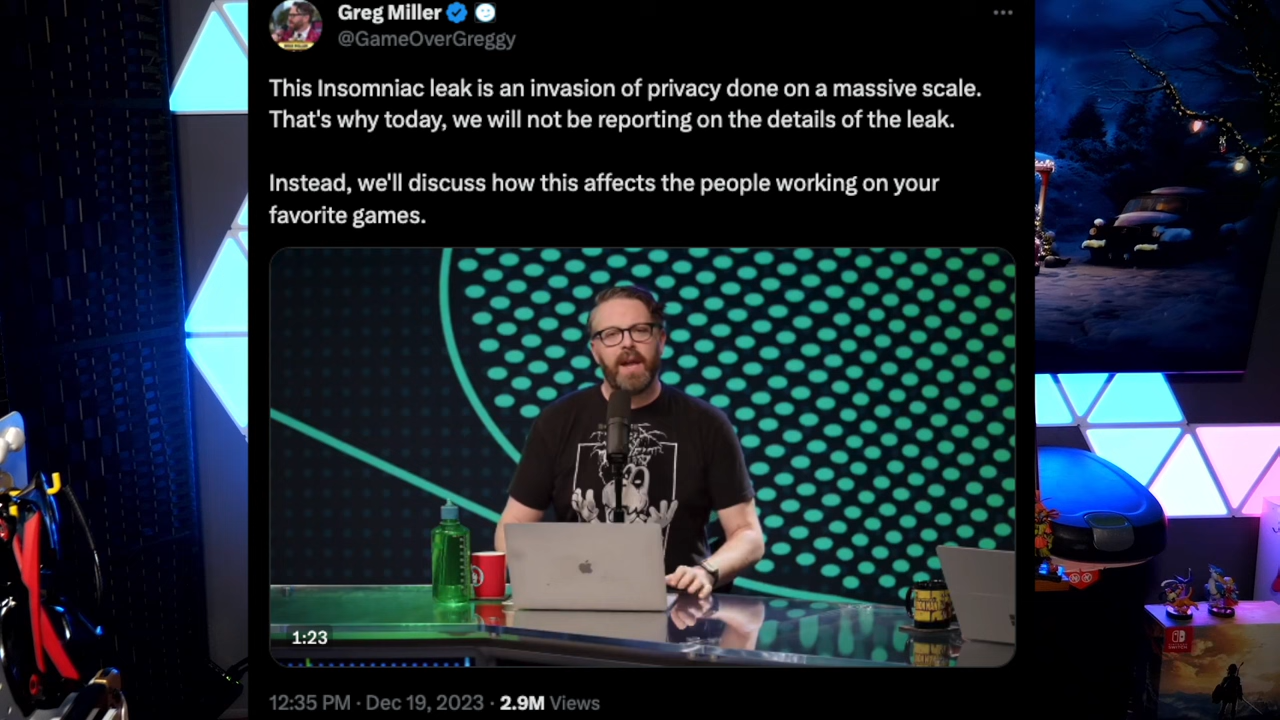 Greg Miller
@GameOverGreggy
This Insomniac leak is an invasion of privacy done on a massive scale.
That's why today, we will not be reporting on the details of the leak.
Instead, we'll discuss how this affects the people working on your
favorite games.
1:23
12:35 PM · Dec 19, 2023 · 2.9M Views